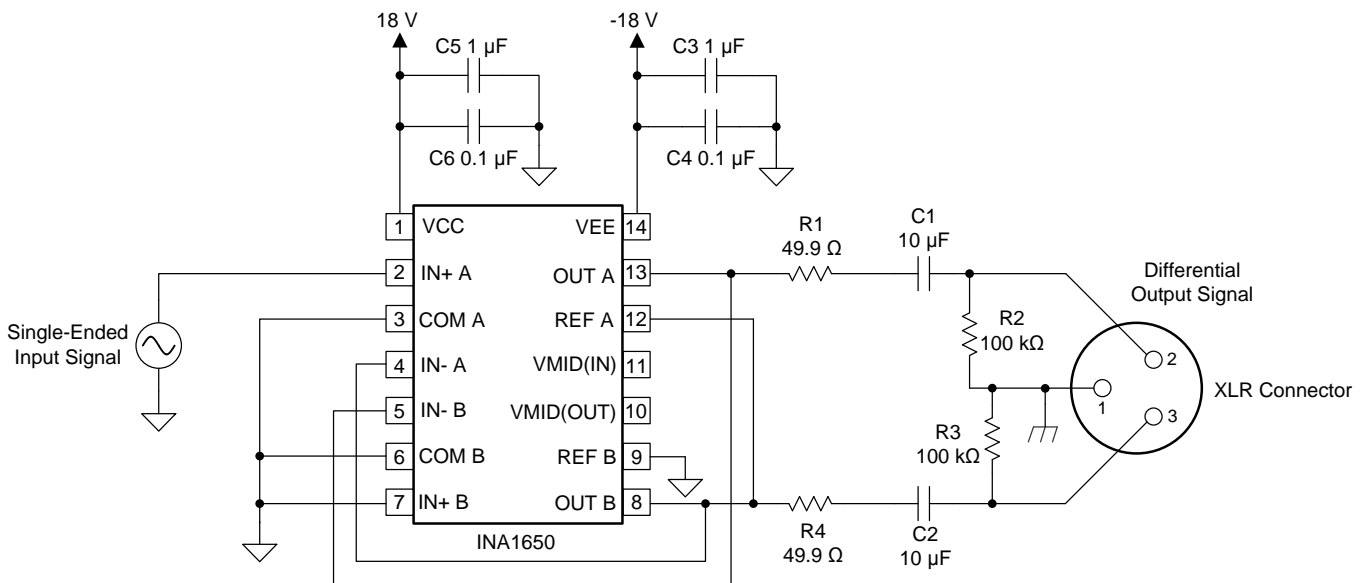 18 V
-18 V
C5 1 µF
C6 0.1 µF
C3 1 µF
C4 0.1 µF
1 VCC
VEE 14
2 IN+ A
OUT A 13
3 COM A
REF A 12
4 IN- A
VMID(IN) 11
5 IN- B
VMID(OUT) 10
6 COM B
REF B 9
7 IN+ B
OUT B 8
INA1650
Single-Ended
Input Signal
R1
49.9 Ω
C1
10 µF
R2
100 kΩ
R3
100 kΩ
R4
49.9 Ω
C2
10 µF
Differential
Output Signal
2
1
3
XLR Connector